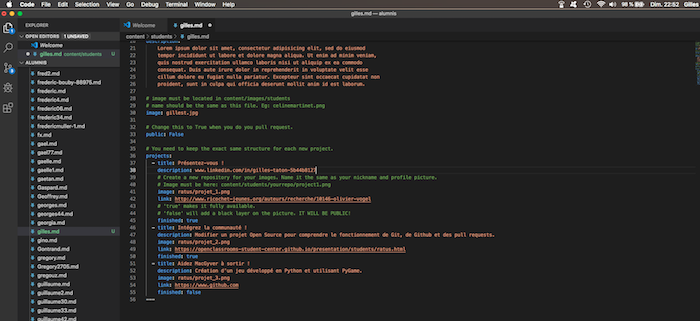 Code File Edit Selection View Go Debug Terminal Window Help
98 % Dim. 22:52 Gilles
gilles.md — alumnis
EXPLORER
OPEN EDITORS 1 UNSAVED
Welcome
gilles.md content/students
ALUMNIS
fred2.md
frederic-bouby-88975.md
frederic.md
frederic4.md
frederic06.md
frederic34.md
fredericmuller-1.md
fx.md
gael.md
gael77.md
gaelle.md
gaelle1.md
gaetan.md
Gaspard.md
Geoffrey.md
georges.md
georges44.md
georgia.md
gilles.md
gino.md
Gontrand.md
Gregory.md
Gregory2705.md
gregoux.md
guillaume.md
guillaume2.md
guillaume30.md
guillaume33.md
guillaume42.md
Welcome
gilles.md
content › students › gilles.md
20 description:
21 Lorem ipsum dolor sit amet, consectetur adipisicing elit, sed do eiusmod
22 tempor incididunt ut labore et dolore magna aliqua. Ut enim ad minim veniam,
23 quis nostrud exercitation ullamco laboris nisi ut aliquip ex ea commodo
24 consequat. Duis aute irure dolor in reprehenderit in voluptate velit esse
25 cillum dolore eu fugiat nulla pariatur. Excepteur sint occaecat cupidatat non
26 proident, sunt in culpa qui officia deserunt mollit anim id est laborum.
27
28 # image must be located in content/images/students
29 # name should be the same as this file. Eg: celinemartinet.png
30 image: gillest.jpg
31
32 # Change this to True when you do you pull request.
33 public: False
34
35 # You need to keep the exact same structure for each new project.
36 projects:
37 - title: Présentez-vous !
38 description: www.linkedin.com/in/gilles-taton-5b44b8127
39 # Create a new repository for your images. Name it the same as your nickname and profile picture.
40 # Image must be here: content/students/yourrepo/project1.png
41 image: ratus/projet_1.png
42 link: http://www.ricochet-jeunes.org/auteurs/recherche/10146-olivier-vogel
43 # "true" makes it fully available.
44 # 'false' will add a black layer on the picture. IT WILL BE PUBLIC!
45 finished: true
46 - title: Intégrez la communauté !
47 description: Modifier un projet Open Source pour comprendre le fonctionnement de Git, de Github et des pull requests.
48 image: ratus/projet_2.png
49 link: https://openclassrooms-student-center.github.io/presentation/students/ratus.html
50 finished: true
51 - title: Aidez MacGyver à sortir !
52 description: Création d'un jeu développé en Python et utilisant PyGame.
53 image: ratus/projet_3.png
54 link: https://www.github.com
55 finished: false
56 ===